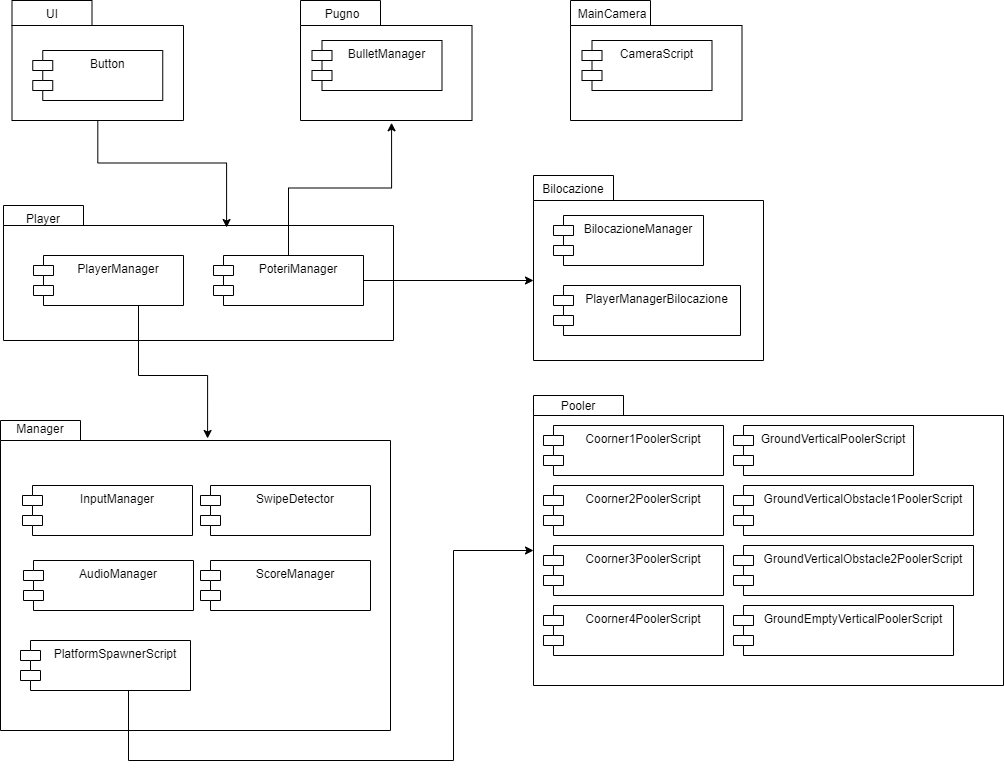 UI
Button
Pugno
BulletManager
MainCamera
CameraScript
Player
PlayerManager
PoteriManager
Bilocazione
BilocazioneManager
PlayerManagerBilocazione
Manager
InputManager
SwipeDetector
AudioManager
ScoreManager
PlatformSpawnerScript
Pooler
Coorner1PoolerScript
GroundVerticalPoolerScript
Coorner2PoolerScript
GroundVerticalObstacle1PoolerScript
Coorner3PoolerScript
GroundVerticalObstacle2PoolerScript
Coorner4PoolerScript
GroundEmptyVerticalPoolerScript